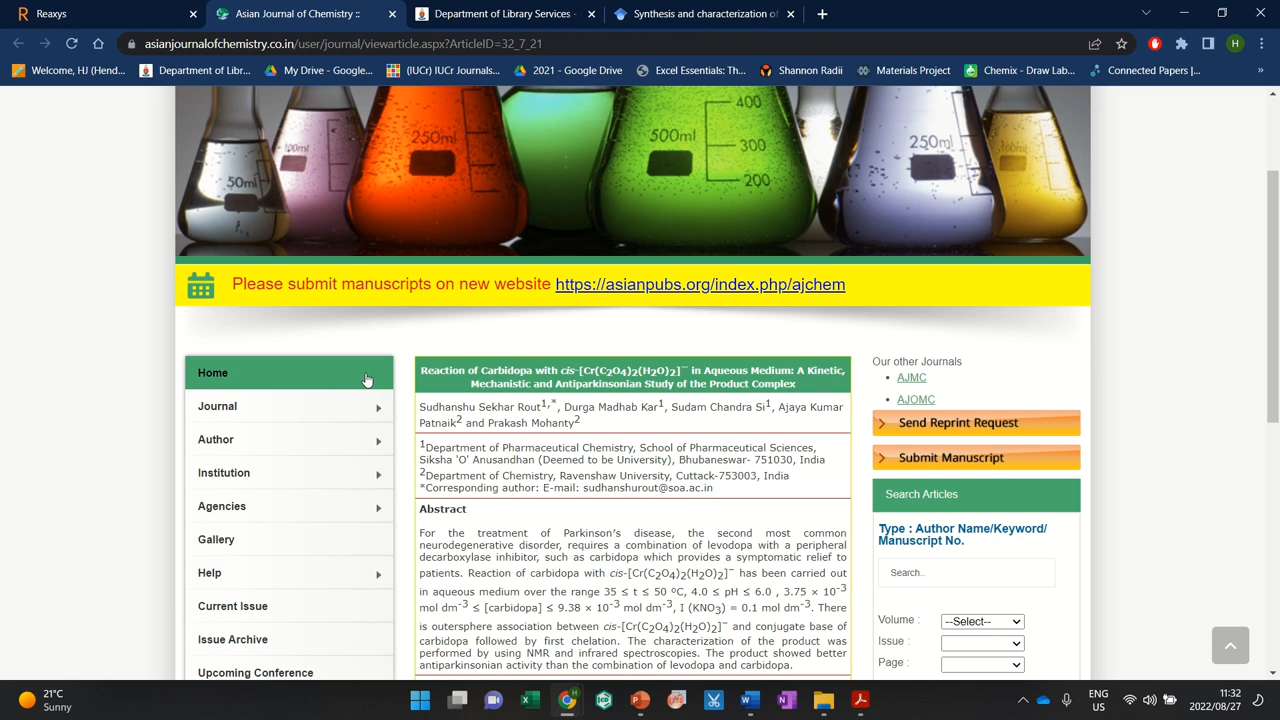 Reaxys
Asian Journal of Chemistry ::
Department of Library Services -
Synthesis and characterization of
asianjournalofchemistry.co.in/user/journal/viewarticle.aspx?ArticleID=32_7_21
H
Welcome, HJ (Hend...
Department of Libr...
My Drive - Google...
(IUCr) IUCr Journals...
2021 - Google Drive
Excel Essentials: Th...
Shannon Radii
Materials Project
Chemix - Draw Lab...
Connected Papers |...
»
50ml
250ml
500ml
400
300
200
250ml
Please submit manuscripts on new website https://asianpubs.org/index.php/ajchem
Home
Journal
Author
Institution
Agencies
Gallery
Help
Current Issue
Issue Archive
Upcoming Conference
Reaction of Carbidopa with cis-[Cr(C2O4)2(H2O)2]− in Aqueous Medium: A Kinetic,
Mechanistic and Antiparkinsonian Study of the Product Complex
Sudhanshu Sekhar Rout1,*, Durga Madhab Kar1, Sudam Chandra Si1, Ajaya Kumar
Patnaik2 and Prakash Mohanty2
1Department of Pharmaceutical Chemistry, School of Pharmaceutical Sciences,
Siksha 'O' Anusandhan (Deemed to be University), Bhubaneswar- 751030, India
2Department of Chemistry, Ravenshaw University, Cuttack-753003, India
*Corresponding author: E-mail: sudhanshurout@soa.ac.in
Abstract
For the treatment of Parkinson's disease, the second most common
neurodegenerative disorder, requires a combination of levodopa with a peripheral
decarboxylase inhibitor, such as carbidopa which provides a symptomatic relief to
patients. Reaction of carbidopa with cis-[Cr(C2O4)2(H2O)2]− has been carried out
in aqueous medium over the range 35 ≤ t ≤ 50 ºC, 4.0 ≤ pH ≤ 6.0 , 3.75 × 10-3
mol dm-3 ≤ [carbidopa] ≤ 9.38 × 10-3 mol dm-3, I (KNO3) = 0.1 mol dm-3. There
is outersphere association between cis-[Cr(C2O4)2(H2O)2]− and conjugate base of
carbidopa followed by first chelation. The characterization of the product was
performed by using NMR and infrared spectroscopies. The product showed better
antiparkinsonian activity than the combination of levodopa and carbidopa.
Our other Journals
AJMC
AJOMC
Send Reprint Request
Submit Manuscript
Search Articles
Type : Author Name/Keyword/
Manuscript No.
Search..
Volume : --Select--
Issue :
Page :
21°C
Sunny
ENG
US
11:32
2022/08/27